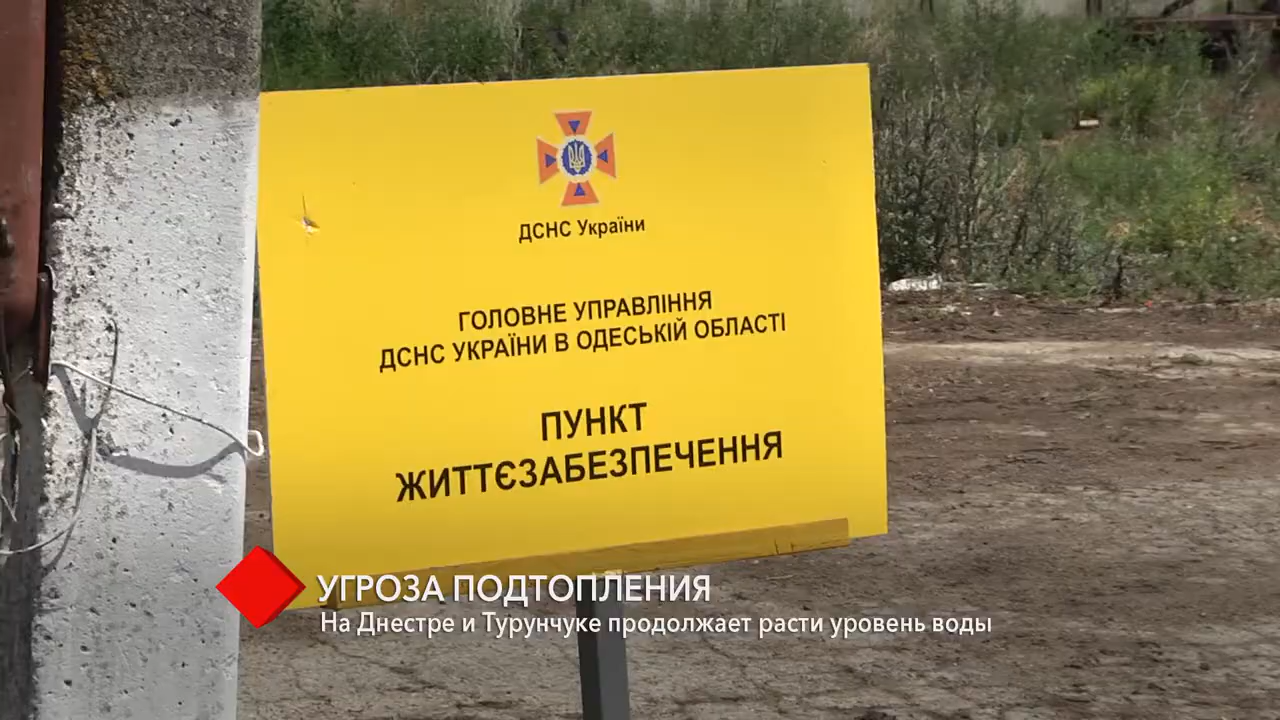 ДСНС України
ГОЛОВНЕ УПРАВЛІННЯ
ДСНС УКРАЇНИ В ОДЕСЬКІЙ ОБЛАСТІ
ПУНКТ
ЖИТТЄЗАБЕЗПЕЧЕННЯ
УГРОЗА ПОДТОПЛЕНИЯ
На Днестре и Турунчуке продолжает расти уровень воды